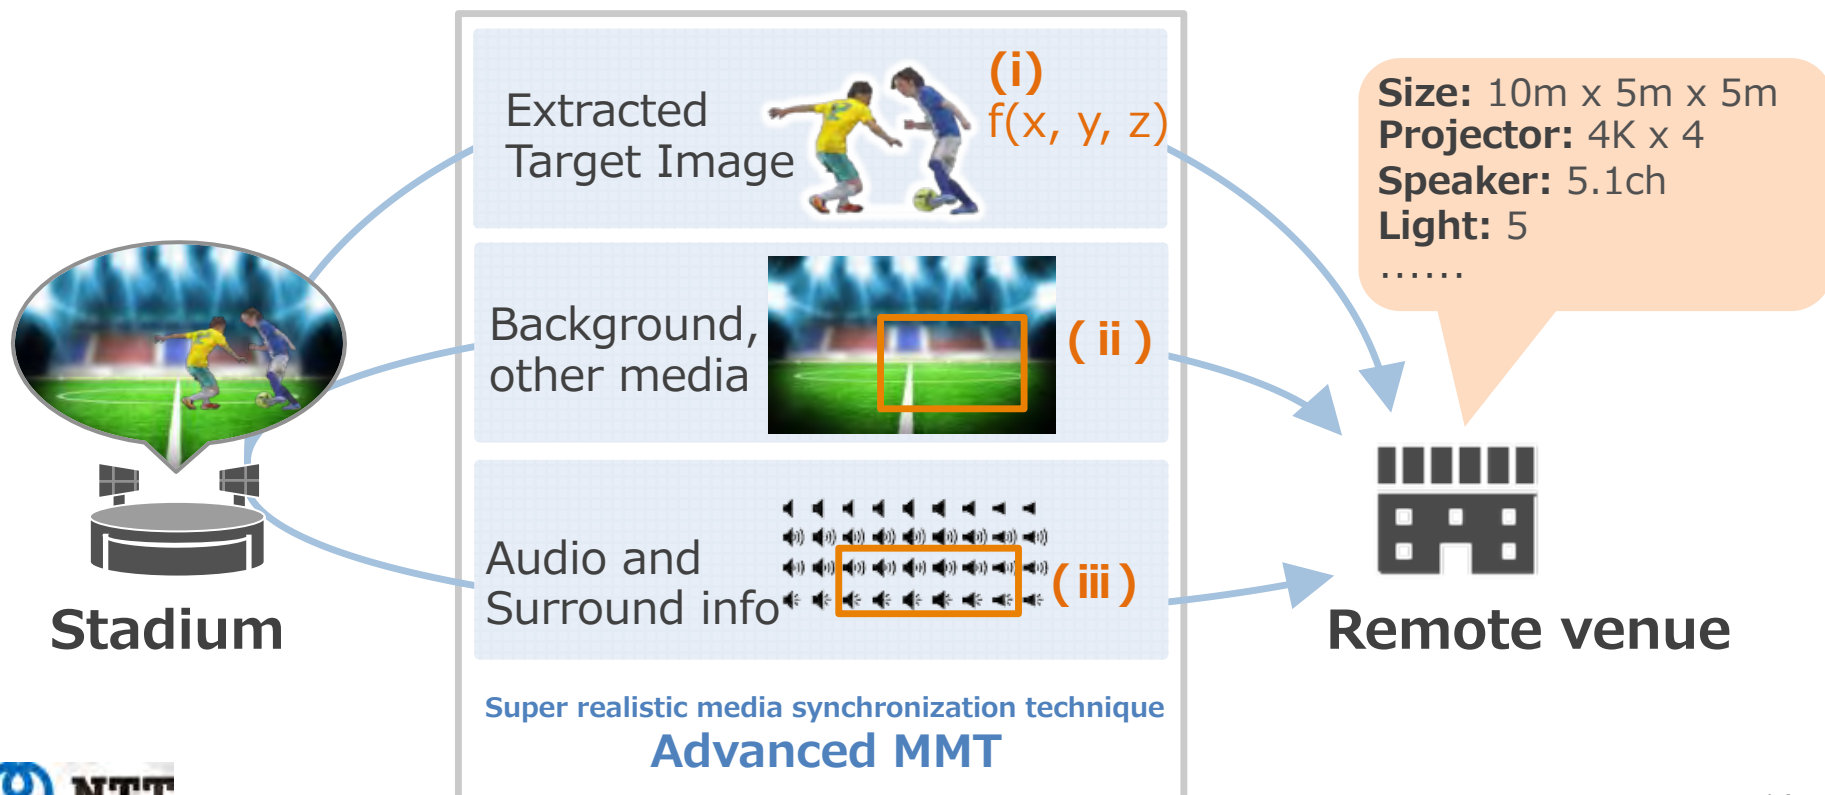 Extracted
Target Image
(i)
f(x, y, z)
Background,
other media
( ii )
Audio and
Surround info
( iii )
Super realistic media synchronization technique
Advanced MMT
Stadium
Size: 10m x 5m x 5m
Projector: 4K x 4
Speaker: 5.1ch
Light: 5
......
Remote venue
NTT